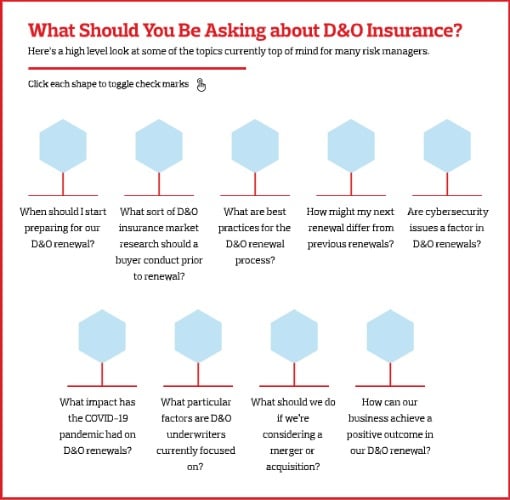 What Should You Be Asking about D&O Insurance?
Here's a high level look at some of the topics currently top of mind for many risk managers.
Click each shape to toggle check marks
When should I start
preparing for our
D&O renewal?
What sort of D&O
insurance market
research should a
buyer conduct prior
to renewal?
What are best
practices for the
D&O renewal
process?
How might my next
renewal differ from
previous renewals?
Are cybersecurity
issues a factor in
D&O renewals?
What impact has
the COVID-19
pandemic had on
D&O renewals?
What particular
factors are D&O
underwriters
currently focused
on?
What should we do
if we're
considering a
merger or
acquisition?
How can our
business achieve a
positive outcome in
our D&O renewal?